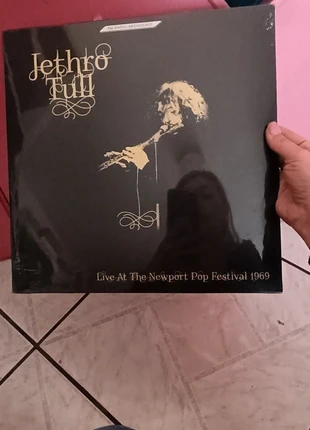 Jethro
Tull
Live At The Newport Pop Festival 1969